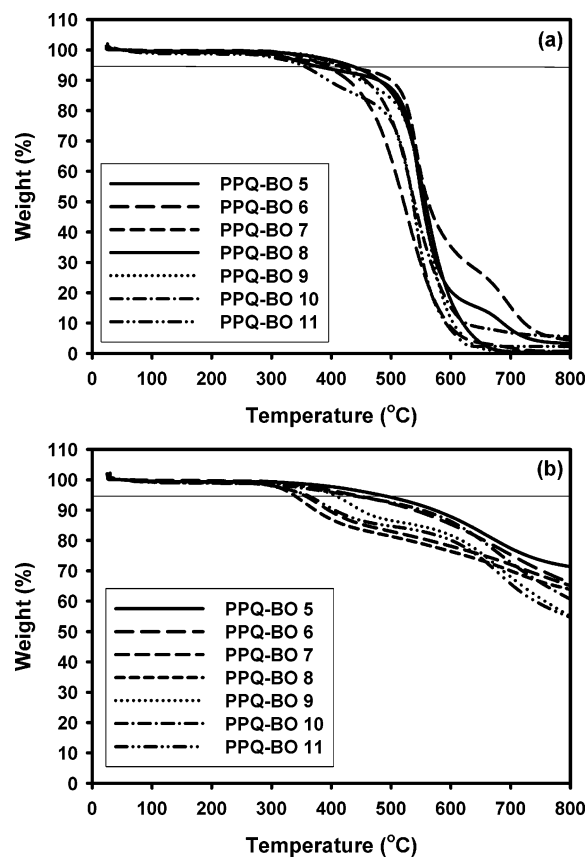 (a)
Weight (%)
110
100
90
80
70
60
50
40
30
20
10
0
PPQ-BO 5
PPQ-BO 6
PPQ-BO 7
PPQ-BO 8
PPQ-BO 9
PPQ-BO 10
PPQ-BO 11
0 100 200 300 400 500 600 700 800
Temperature (°C)
(b)
Weight (%)
110
100
90
80
70
60
50
40
30
20
10
0
PPQ-BO 5
PPQ-BO 6
PPQ-BO 7
PPQ-BO 8
PPQ-BO 9
PPQ-BO 10
PPQ-BO 11
0 100 200 300 400 500 600 700 800
Temperature (°C)